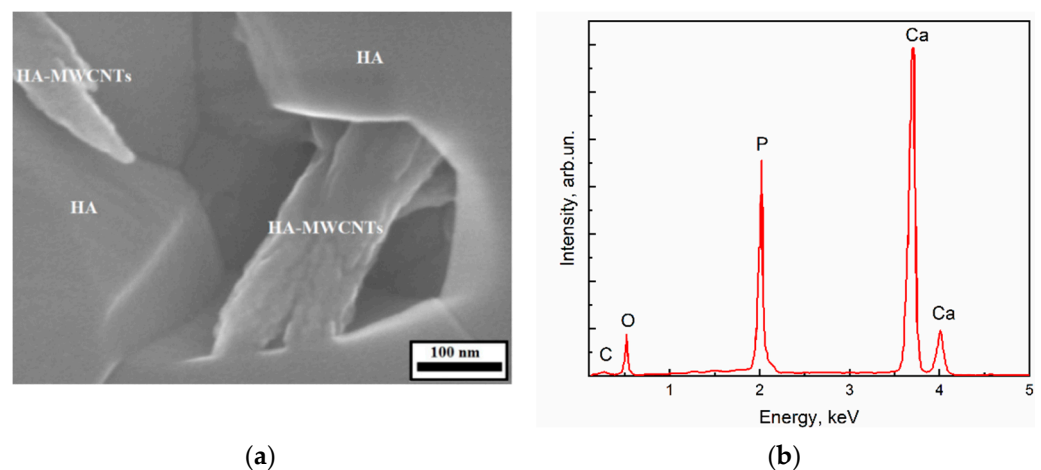 HA
HA-MWCNTs
HA
HA-MWCNTs
100 nm
(a)
Intensity, arb.un.
Ca
P
O
C
Ca
1
2
3
4
5
Energy, keV
(b)